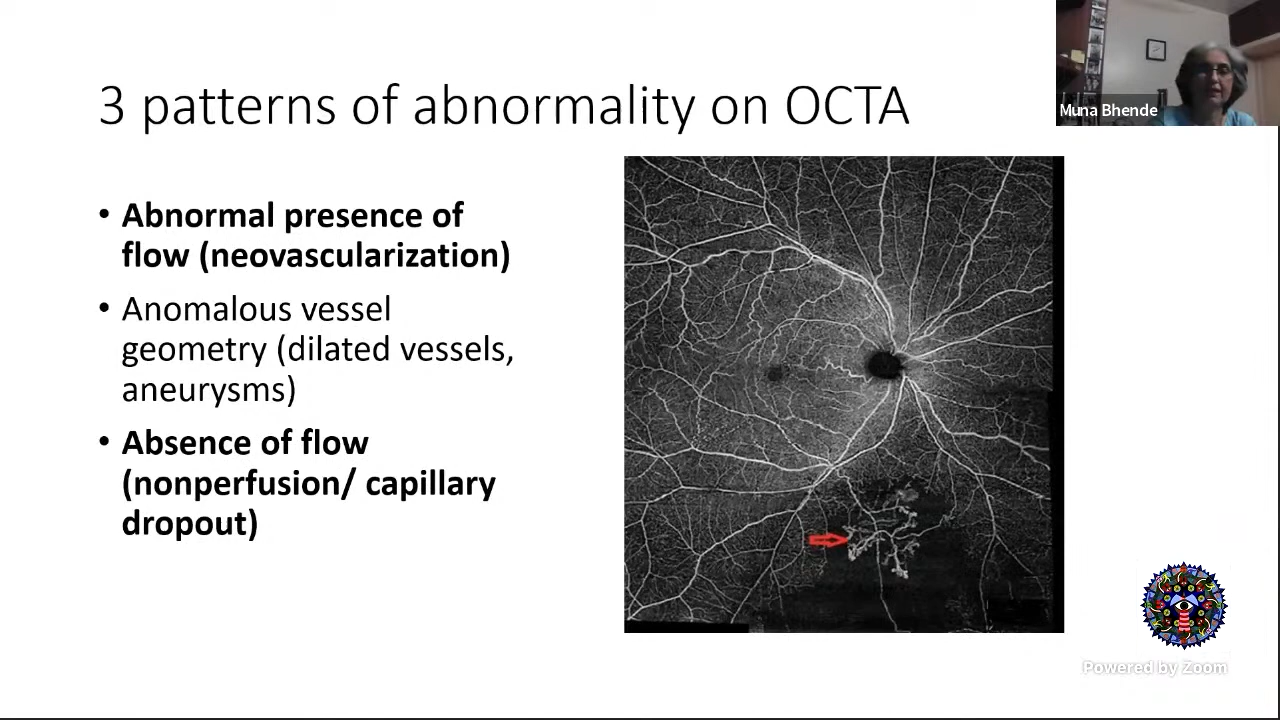 3 patterns of abnormality on OCTA
Muna Bhende
• Abnormal presence of
flow (neovascularization)
• Anomalous vessel
geometry (dilated vessels,
aneurysms)
• Absence of flow
(nonperfusion/ capillary
dropout)
Powered by Zoom